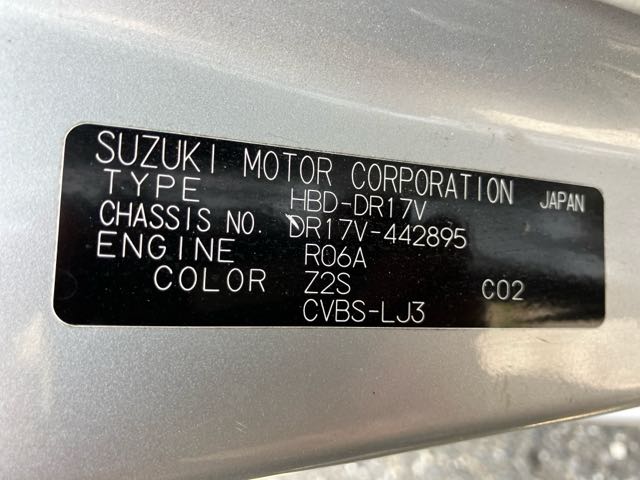 SUZUKI MOTOR CORPORATION JAPAN
TYPE HBD-DR17V
CHASSIS NO. DR17V-442895
ENGINE R06A
COLOR Z2S C02
CVBS-LJ3